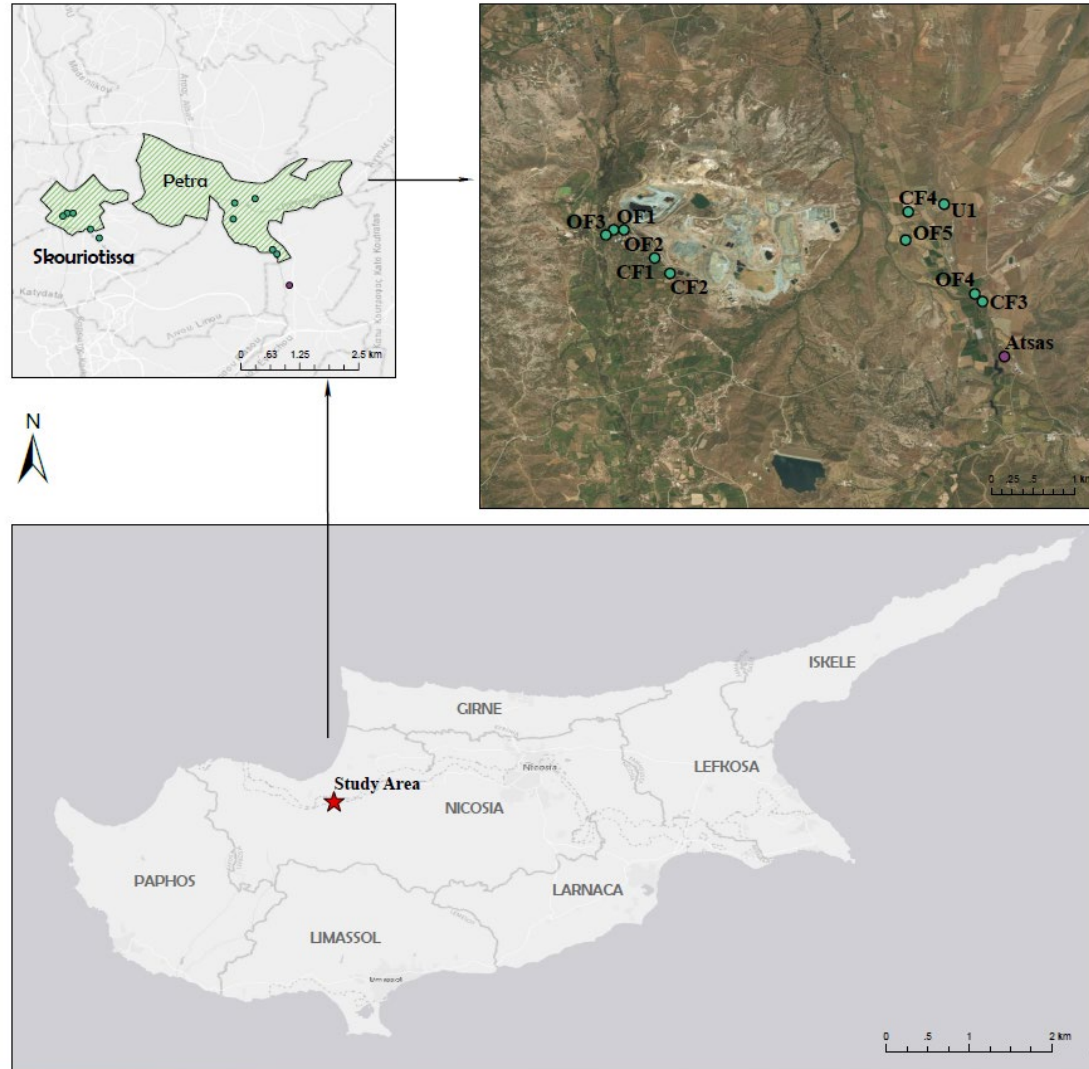 Petra
Skouriotissa
0 .63 1.25 2.5 km
N
CF4
U1
OF3
OF1
OF2
OF5
CF1
CF2
OF4
CF3
Atsas
0 .25 .5 1 km
ISKELE
GIRNE
LEFKOSA
Nicosia
Study Area
NICOSIA
PAPHOS
LARNACA
LIMASSOL
Limassol
0 .5 1 2 km